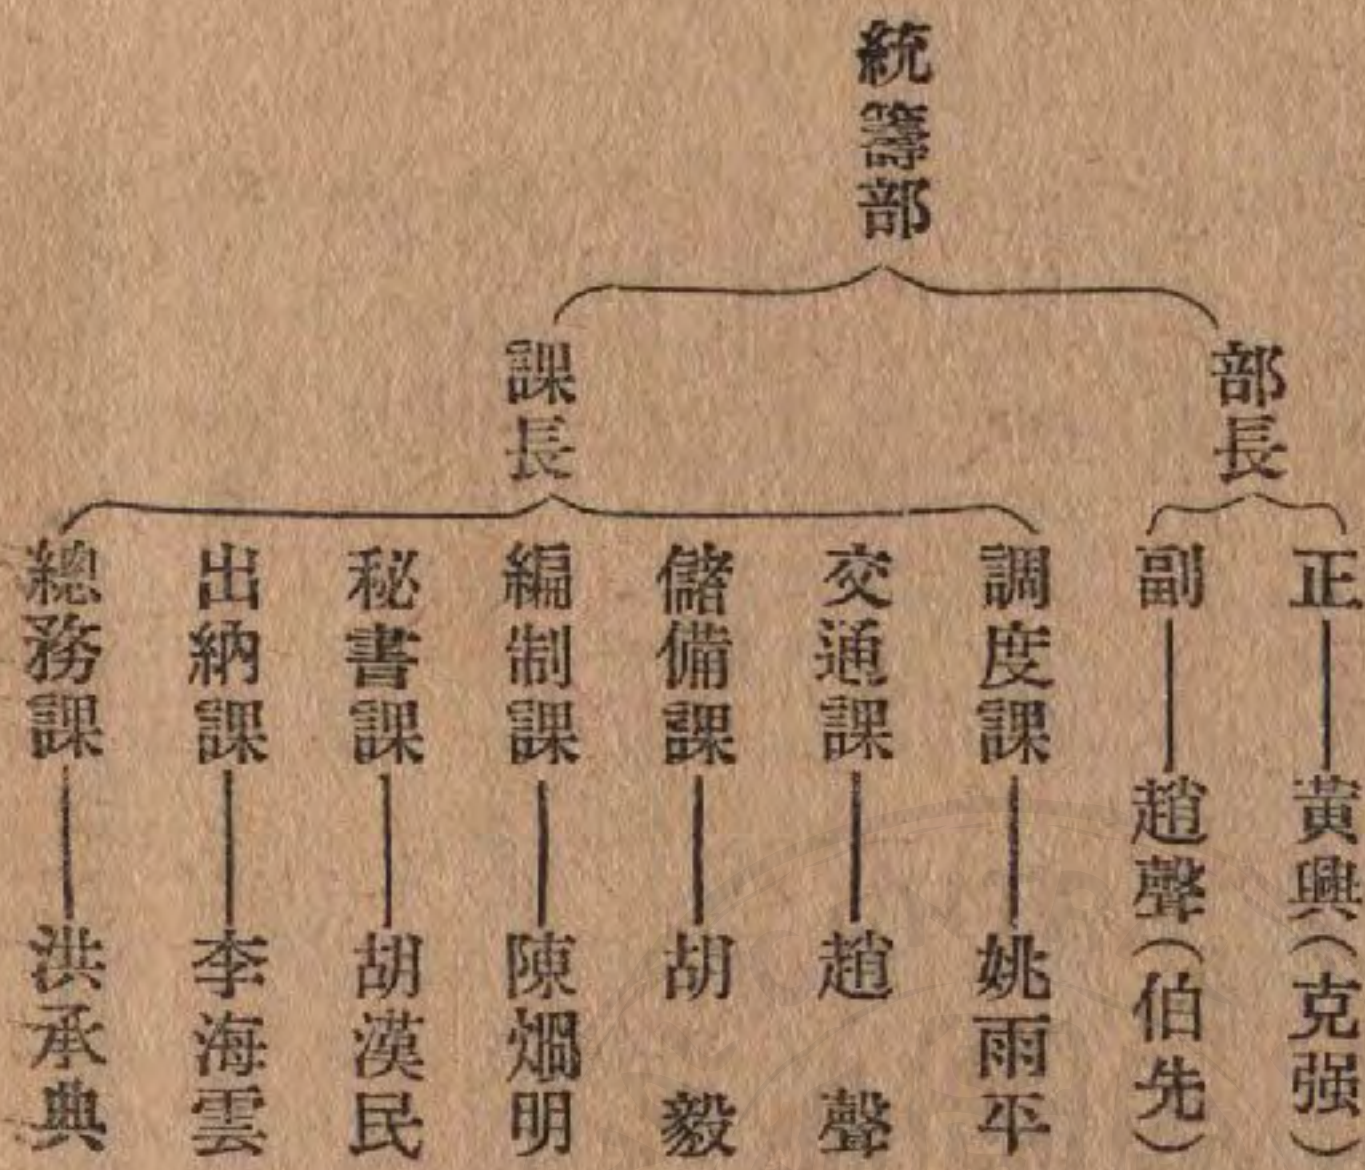 統籌部
部長
正
黃興(克强)
副
趙聲(伯先)
課長
調度課
姚雨平
交通課
趙聲
儲備課
胡毅
編制課
陳烱明
秘書課
胡漢民
出納課
李海雲
總務課
洪承典